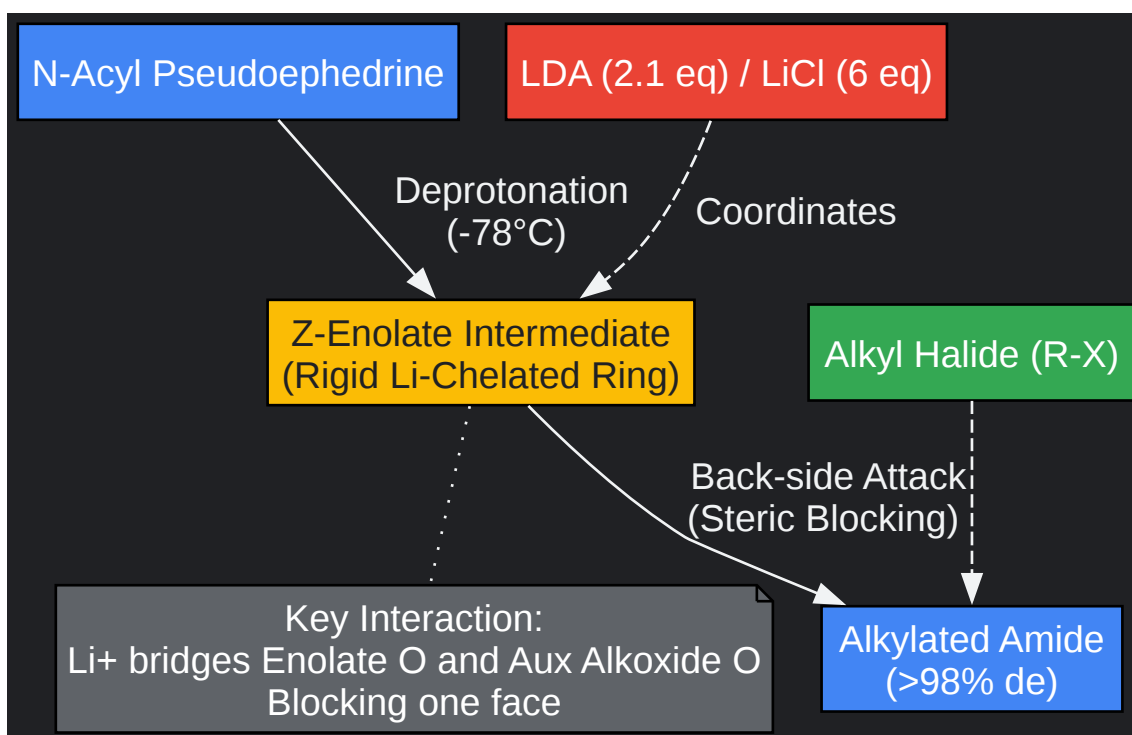 N-Acyl Pseudoephedrine
LDA (2.1 eq) / LiCl (6 eq)
Deprotonation
(-78°C)
Coordinates
Z-Enolate Intermediate
(Rigid Li-Chelated Ring)
Alkyl Halide (R-X)
Back-side Attack
(Steric Blocking)
Key Interaction:
Li+ bridges Enolate O and Aux Alkoxide O
Blocking one face
Alkylated Amide
(>98% de)